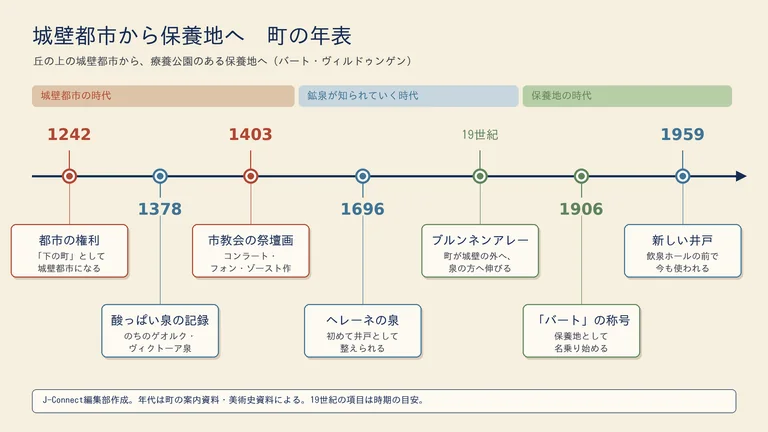 城壁都市から保養地へ　町の年表
丘の上の城壁都市から、療養公園のある保養地へ（バート・ヴィルドゥンゲン）
城壁都市の時代
鉱泉が知られていく時代
保養地の時代
1242
都市の権利
「下の町」として
城壁都市になる
1378
酸っぱい泉の記録
のちのゲオルク・
ヴィクトーア泉
1403
市教会の祭壇画
コンラート・
フォン・ゾースト作
1696
ヘレーネの泉
初めて井戸として
整えられる
19世紀
ブルンネンアレー
町が城壁の外へ、
泉の方へ伸びる
1906
「バート」の称号
保養地として
名乗り始める
1959
新しい井戸
飲泉ホールの前で
今も使われる
J-Connect編集部作成。年代は町の案内資料・美術史資料による。19世紀の項目は時期の目安。